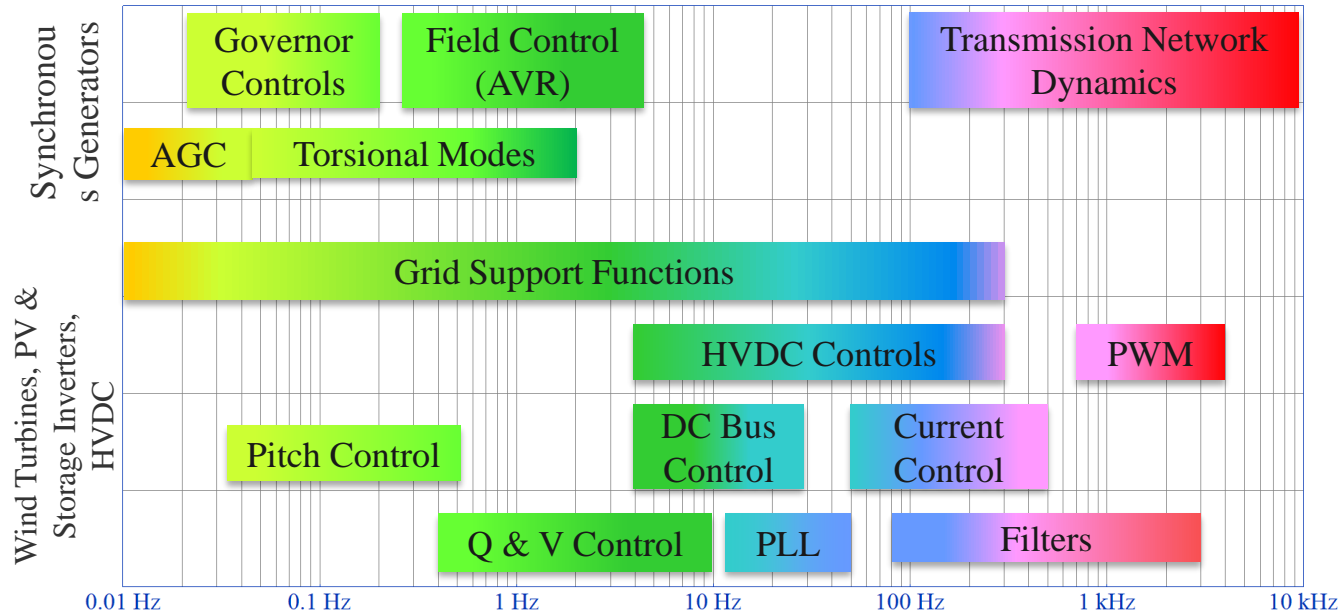 Synchronou
s Generators
Governor
Controls
Field Control
(AVR)
Transmission Network
Dynamics
AGC
Torsional Modes
Wind Turbines, PV &
Storage Inverters,
HVDC
Grid Support Functions
HVDC Controls
PWM
Pitch Control
DC Bus
Control
Current
Control
Q & V Control
PLL
Filters
0.01 Hz
0.1 Hz
1 Hz
10 Hz
100 Hz
1 kHz
10 kHz